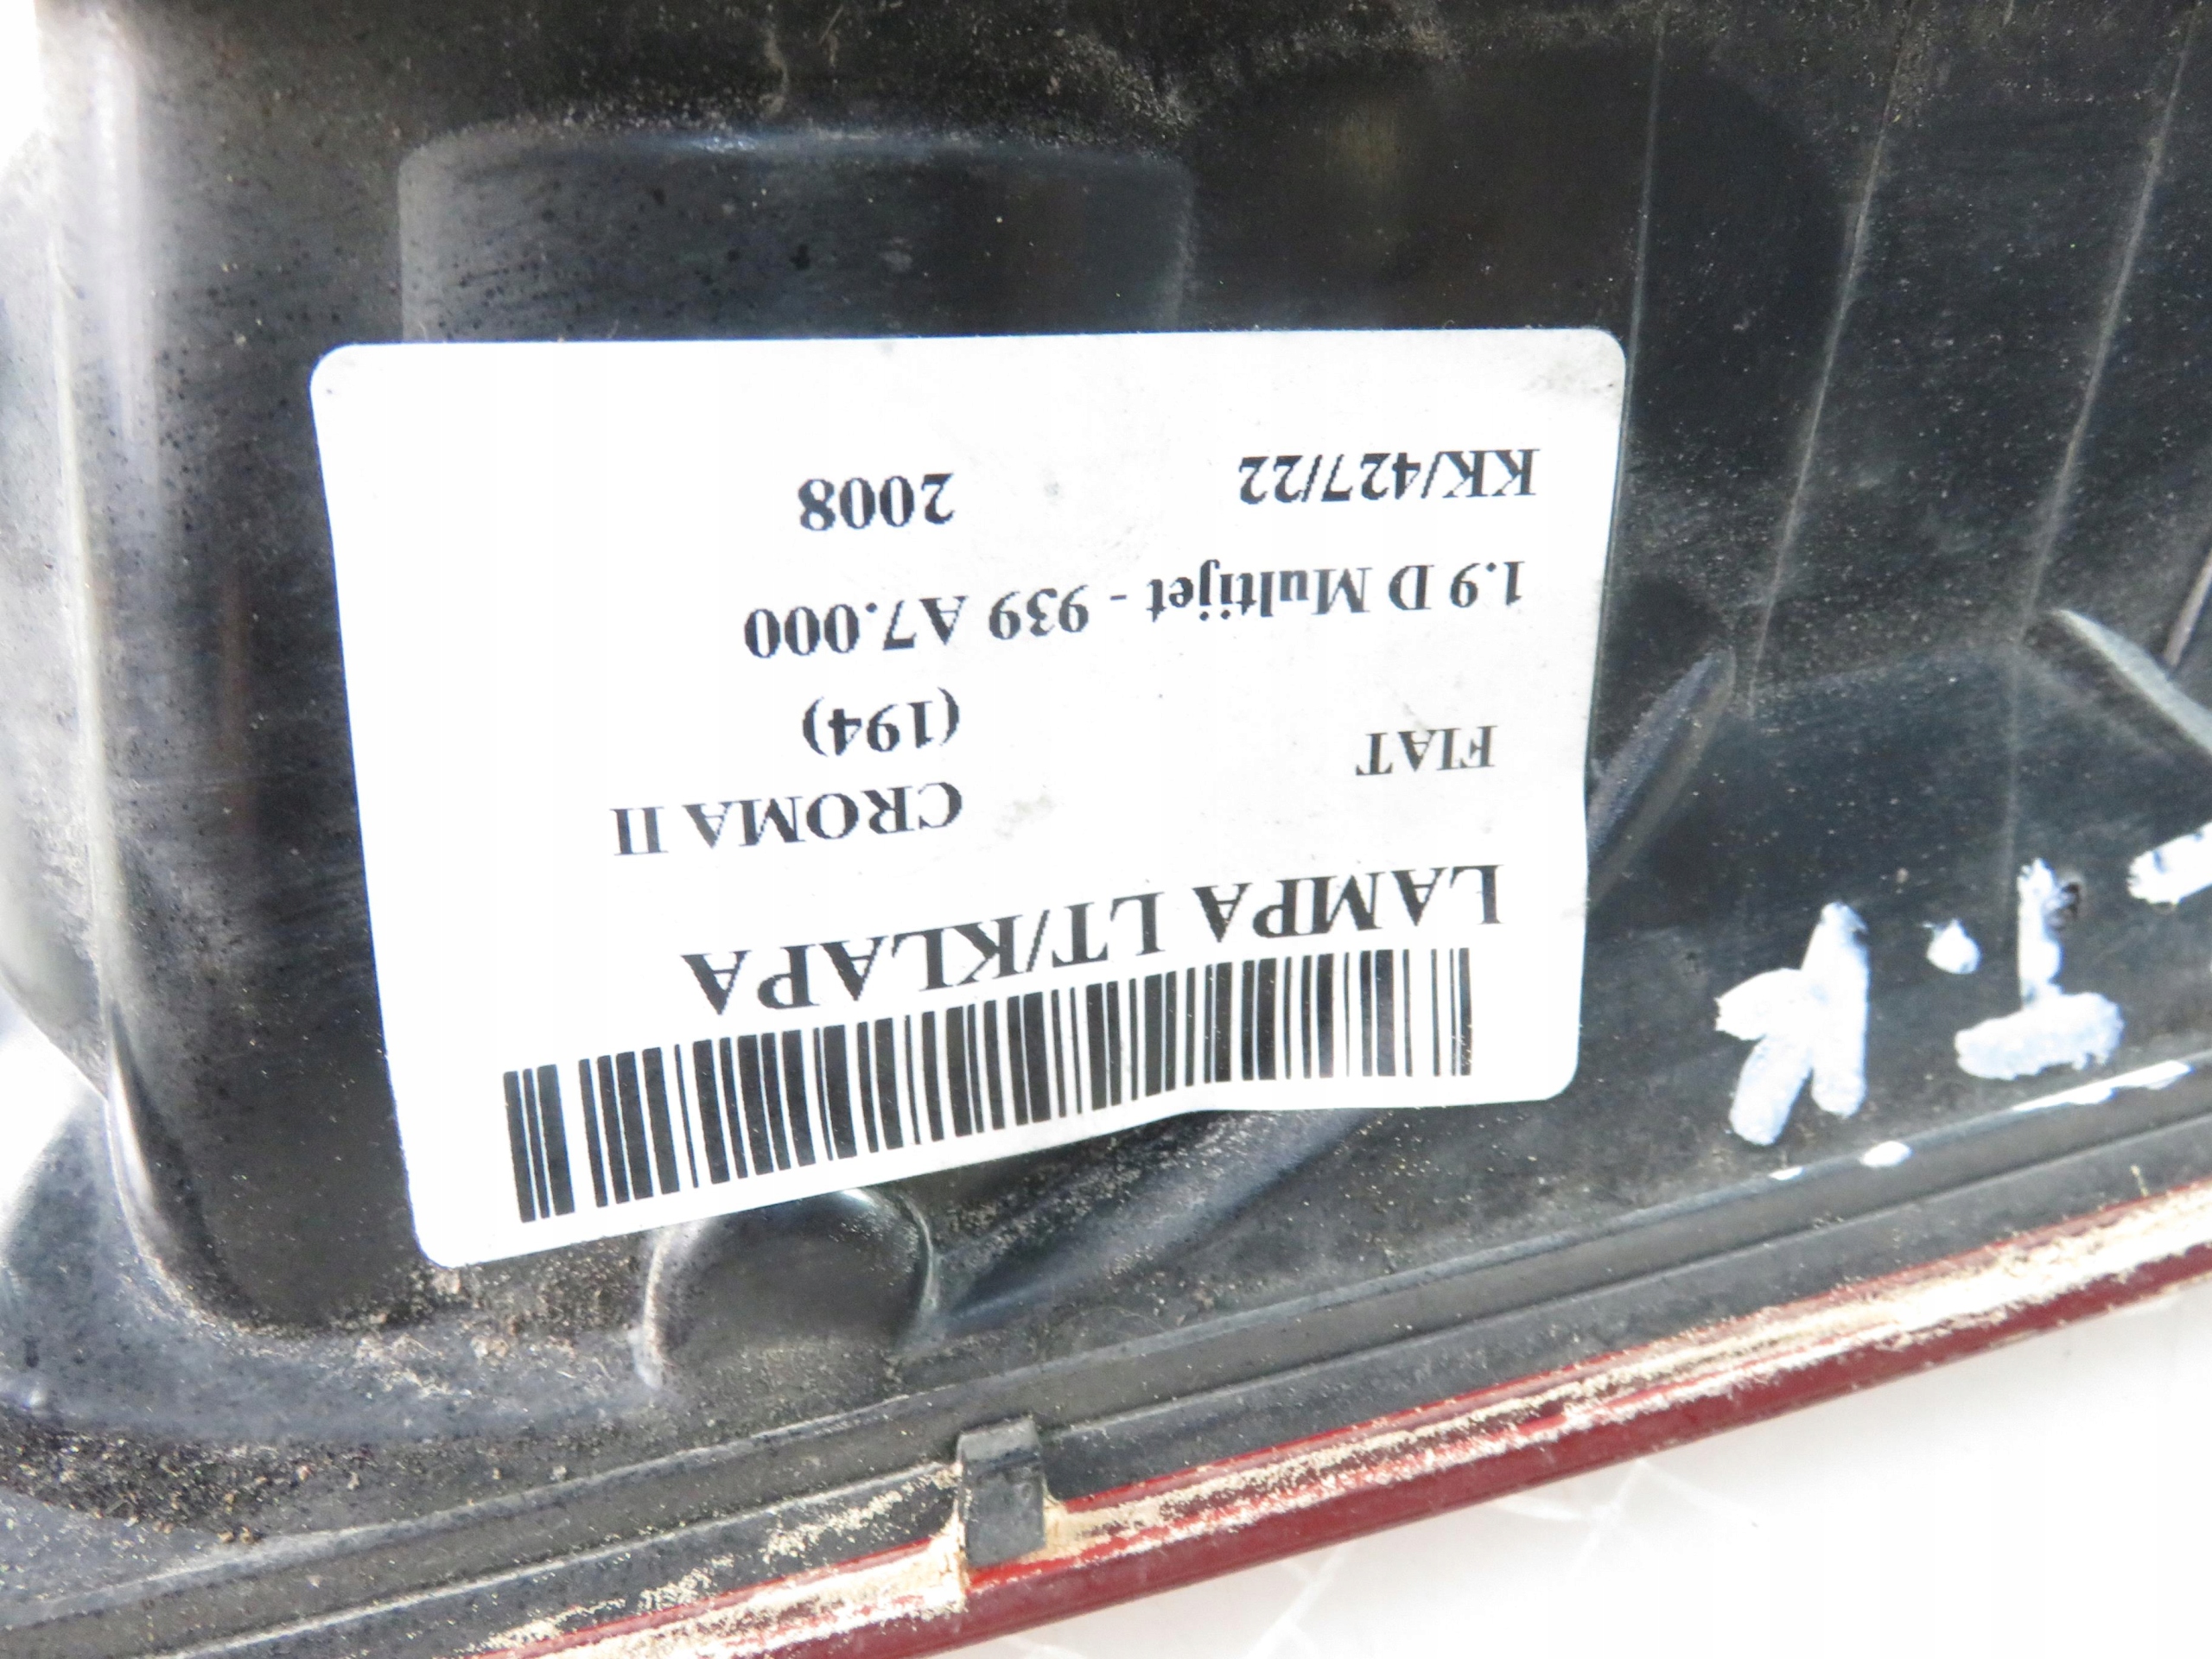 LAMPA LT/KLAPA
FIAT CROMA II
(194)
1.9 D Multijet - 939 A7.000
KK/427/22 2008